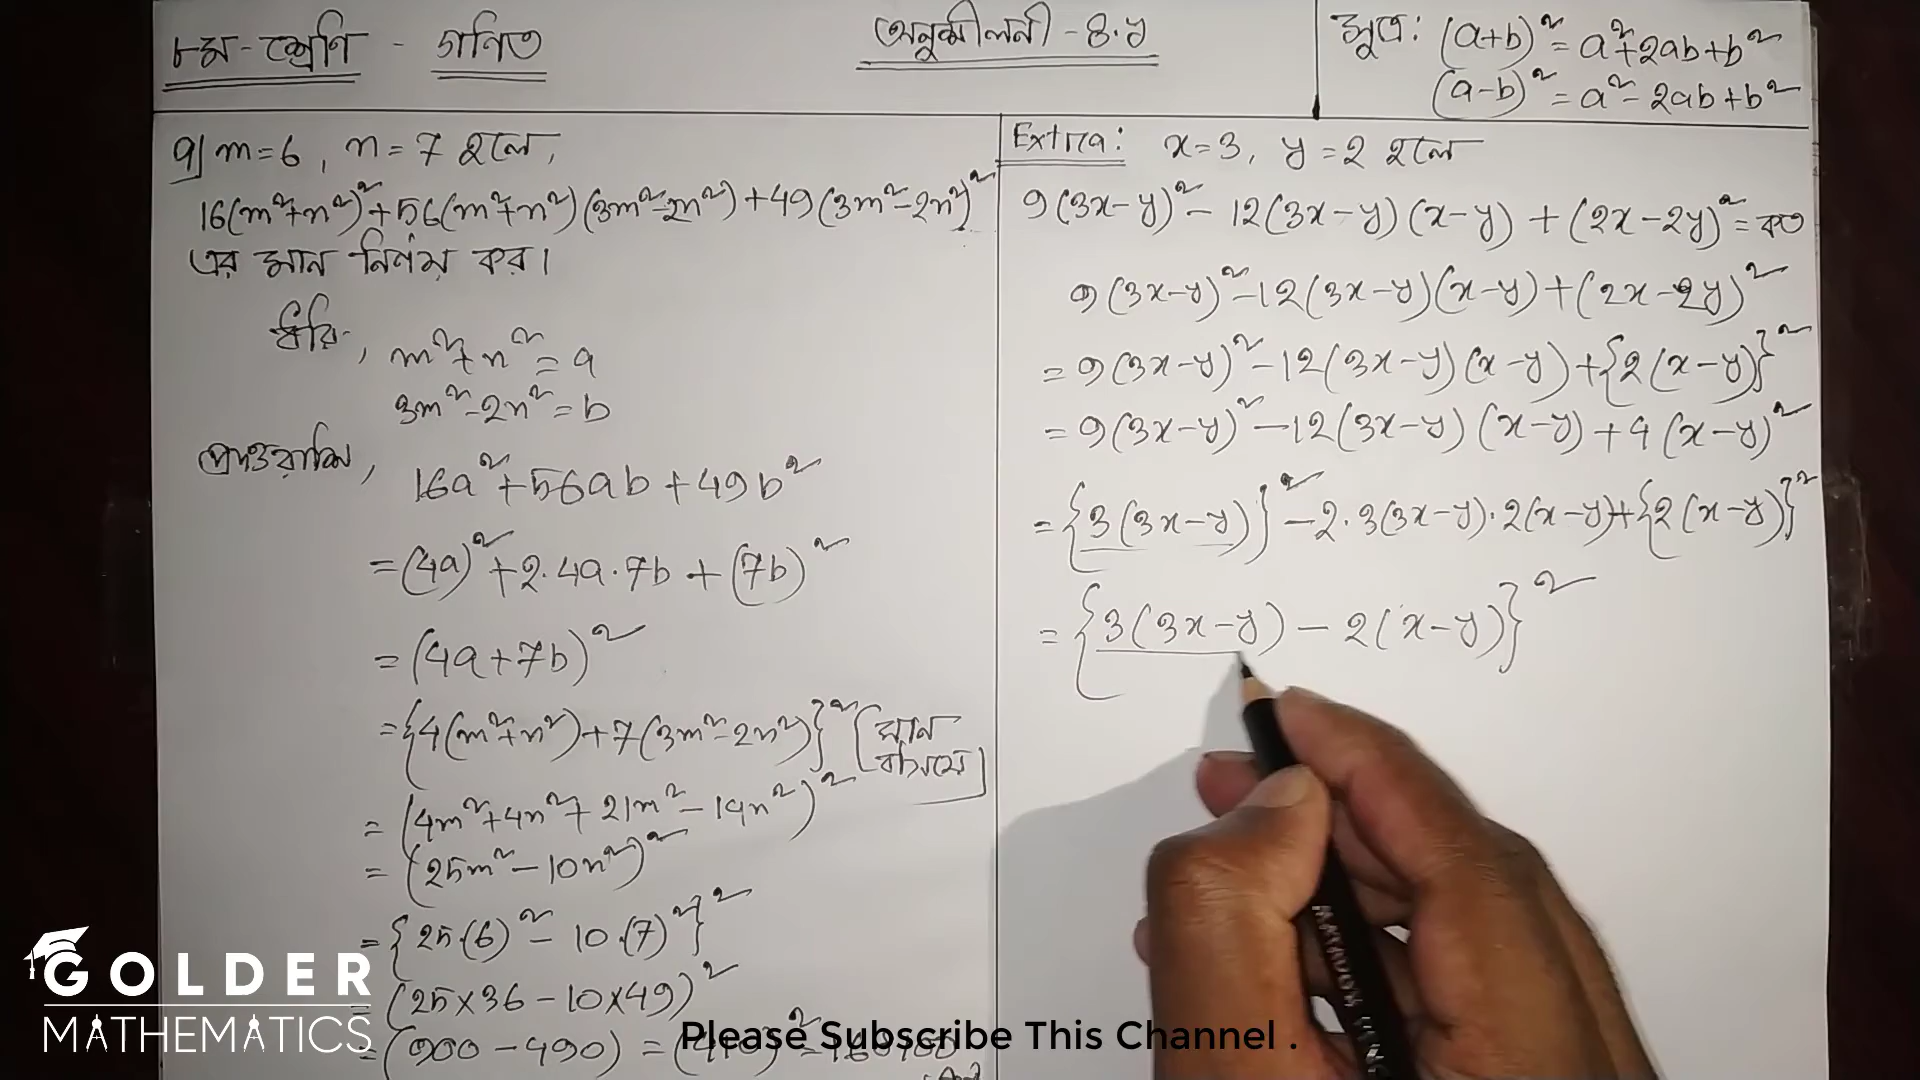 ৮ম-শ্রেণি - গনিত
অনুশীলনী - ৪.১
সুত্র: (a+b)² = a²+2ab+b²
(a-b)² = a²-2ab+b²
9| m=6, n=7 হলে,
16(m²+n²)²+56(m²+n²)(3m²-2n²)+49(3m²-2n²)²
এর মান নির্ণয় কর।
ধরি,
m²+n²=a
3m²-2n²=b
প্রদত্তরাশি,
16a²+56ab+49b²
=(4a)²+2.4a.7b+(7b)²
=(4a+7b)²
={4(m²+n²)+7(3m²-2n²)}² [মান বসিয়ে]
=(4m²+4n²+21m²-14n²)²
=(25m²-10n²)²
={25.(6)²-10.(7)²}²
=(25×36-10×49)²
=(900-490)=(410)²=168100
Extra: x=3, y=2 হলে
9(3x-y)²-12(3x-y)(x-y)+(2x-2y)²=কত
9(3x-y)²-12(3x-y)(x-y)+(2x-2y)²
=9(3x-y)²-12(3x-y)(x-y)+{2(x-y)}²
=9(3x-y)²-12(3x-y)(x-y)+4(x-y)²
={3(3x-y)}²-2.3(3x-y).2(x-y)+{2(x-y)}²
={3(3x-y)-2(x-y)}²
GOLDER
MATHEMATICS
Please Subscribe This Channel .